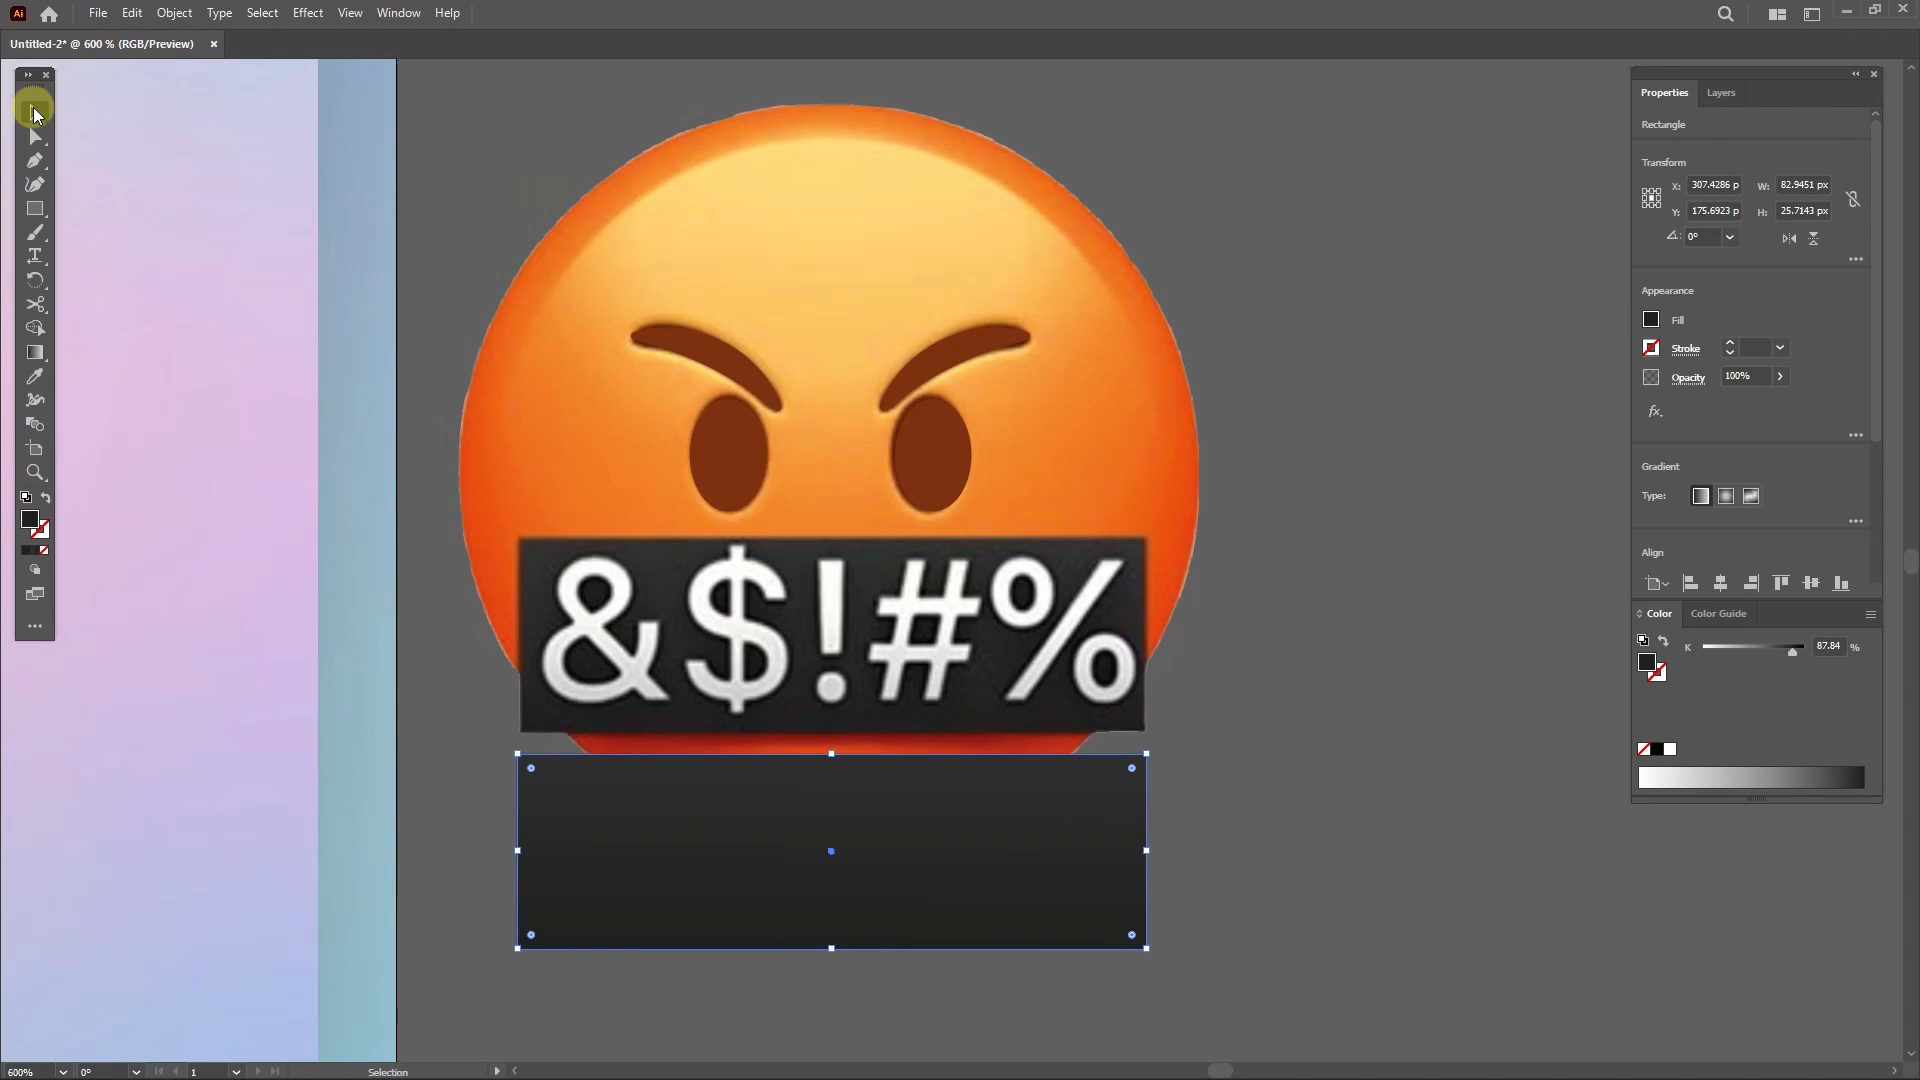 Ai File Edit Object Type Select Effect View Window Help
Untitled-2* @ 600 % (RGB/Preview)
Properties Layers
Rectangle
Transform
X: 307.4286 p W: 82.9451 px
Y: 175.6923 p H: 25.7143 px
0°
Appearance
Fill
Stroke
Opacity 100%
fx.
Gradient
Type:
Align
Color Color Guide
K 87.84 %
&$!#%
600% 0° 1 Selection